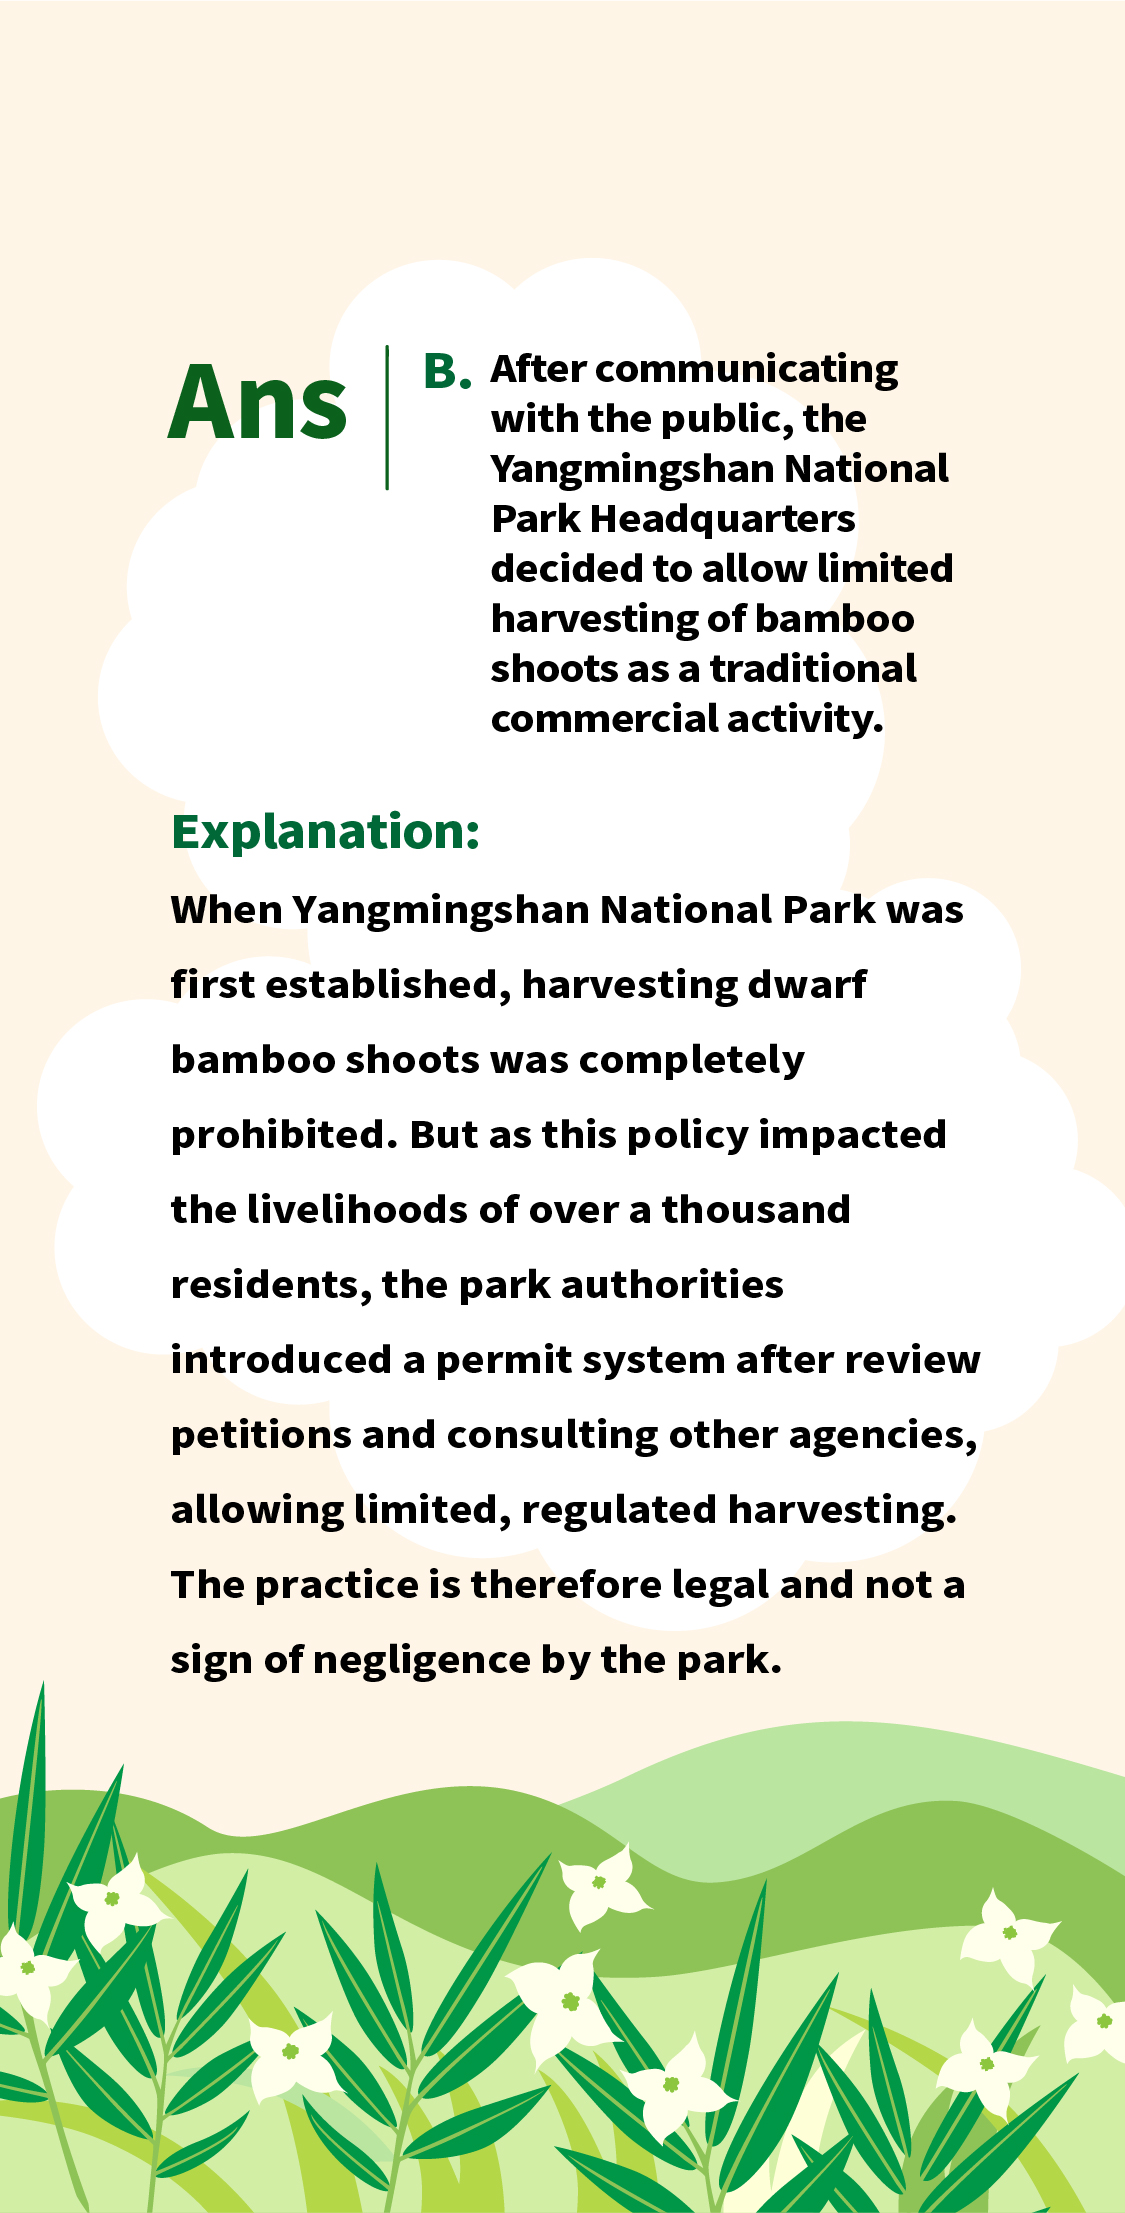 Ans
B. After communicating
with the public, the
Yangmingshan National
Park Headquarters
decided to allow limited
harvesting of bamboo
shoots as a traditional
commercial activity.
Explanation:
When Yangmingshan National Park was
first established, harvesting dwarf
bamboo shoots was completely
prohibited. But as this policy impacted
the livelihoods of over a thousand
residents, the park authorities
introduced a permit system after review
petitions and consulting other agencies,
allowing limited, regulated harvesting.
The practice is therefore legal and not a
sign of negligence by the park.